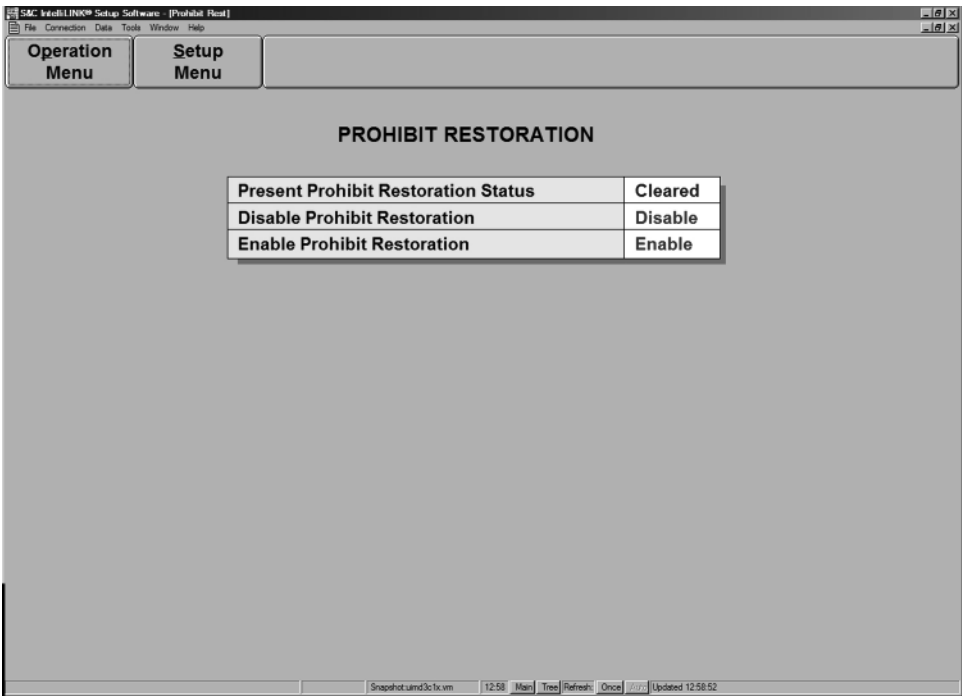 S&C IntelliLINK® Setup Software - [Prohibit Rest]
File Connection Data Tools Window Help
Operation Menu
Setup Menu
PROHIBIT RESTORATION
Present Prohibit Restoration Status Cleared
Disable Prohibit Restoration Disable
Enable Prohibit Restoration Enable
Snapshot:uimd3c1x.vm 12:58 Main Tree Refresh: Once Auto Updated 12:58:52